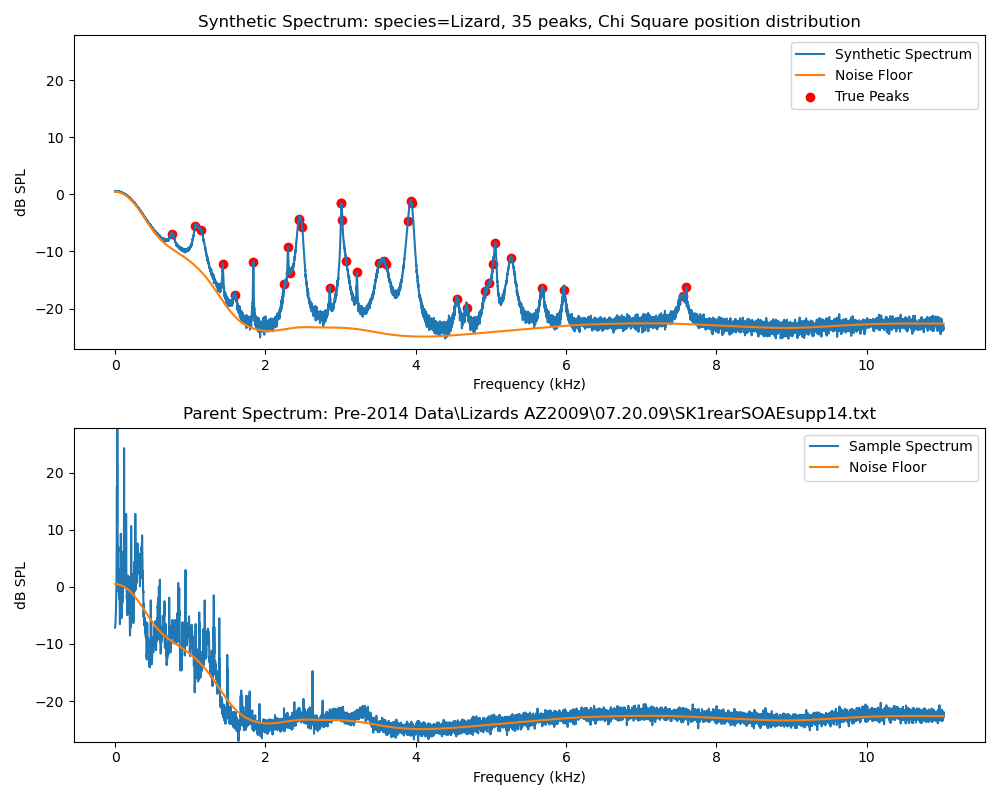 Synthetic Spectrum: species=Lizard, 35 peaks, Chi Square position distribution
dB SPL
20
10
0
−10
−20
Synthetic Spectrum
Noise Floor
True Peaks
0 2 4 6 8 10
Frequency (kHz)
Parent Spectrum: Pre-2014 Data\Lizards AZ2009\07.20.09\SK1rearSOAEsupp14.txt
dB SPL
20
10
0
−10
−20
Sample Spectrum
Noise Floor
0 2 4 6 8 10
Frequency (kHz)